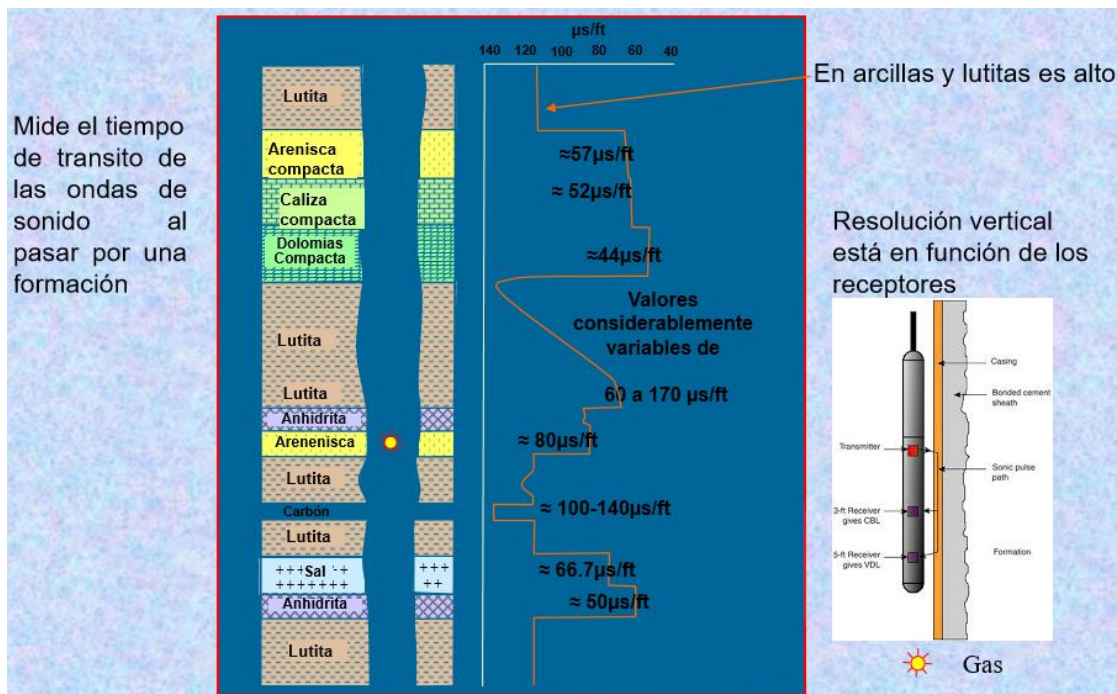 Mide el tiempo
de transito de
las ondas de
sonido al
pasar por una
formación
µs/ft
140 120 100 80 60 40
Lutita
Arenisca
compacta
Caliza
compacta
Dolomias
Compacta
Lutita
Lutita
Anhidrita
Arenenisca
Lutita
Carbón
Lutita
+++Sal
+++++++
+++
++
Anhidrita
Lutita
≈57µs/ft
≈ 52µs/ft
≈44µs/ft
Valores
considerablemente
variables de
60 a 170 µs/ft
≈ 80µs/ft
≈ 100-140µs/ft
≈ 66.7µs/ft
≈ 50µs/ft
En arcillas y lutitas es alto
Resolución vertical
está en función de los
receptores
Casing
Bonded cement
sheath
Transmitter
Sonic pulse
path
3-ft Receiver
gives CBL
Formation
5-ft Receiver
gives VDL
Gas